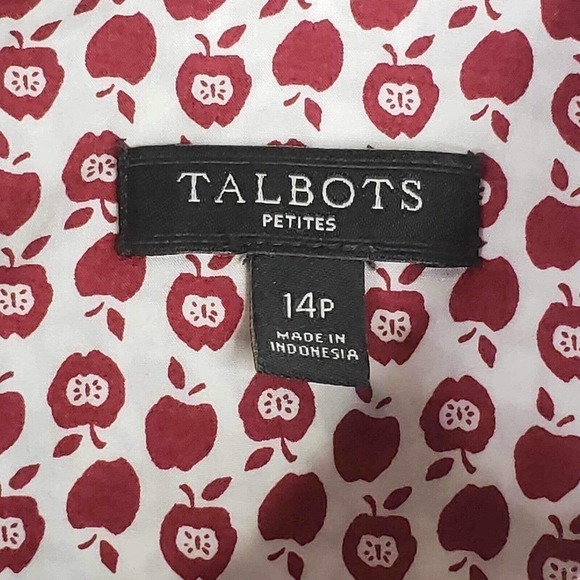 TALBOTS
PETITES
14P
MADE IN
INDONESIA